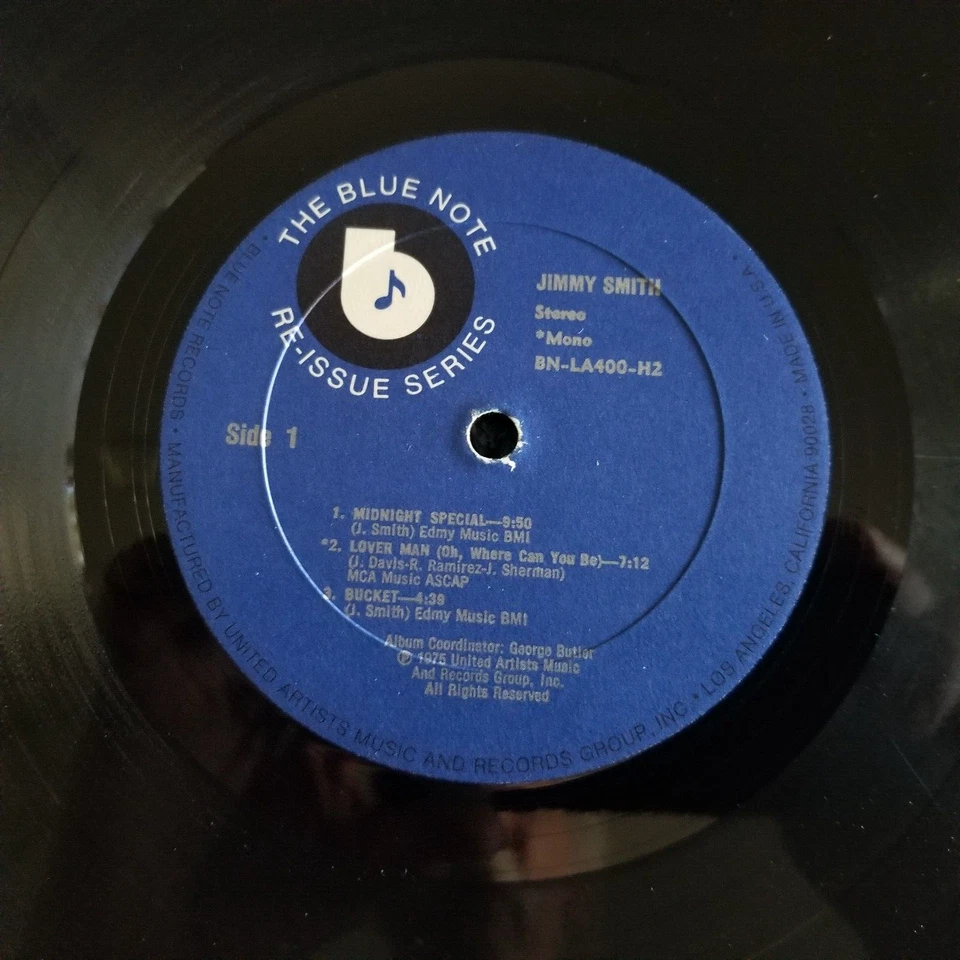 THE BLUE NOTE
RE-ISSUE SERIES
JIMMY SMITH
Stereo
*Mono
BN-LA400-H2
Side 1
1. MIDNIGHT SPECIAL—9:50
(J. Smith) Edmy Music BMI
*2. LOVER MAN (Oh, Where Can You Be)—7:12
(J. Davis-R. Ramirez-J. Sherman)
MCA Music ASCAP
3. BUCKET—4:39
(J. Smith) Edmy Music BMI
Album Coordinator: George Butler
℗ 1975 United Artists Music
And Records Group, Inc.
All Rights Reserved
• BLUE NOTE RECORDS • MANUFACTURED BY UNITED ARTISTS MUSIC AND RECORDS GROUP, INC. • LOS ANGELES, CALIFORNIA 90028 • MADE IN U.S.A.